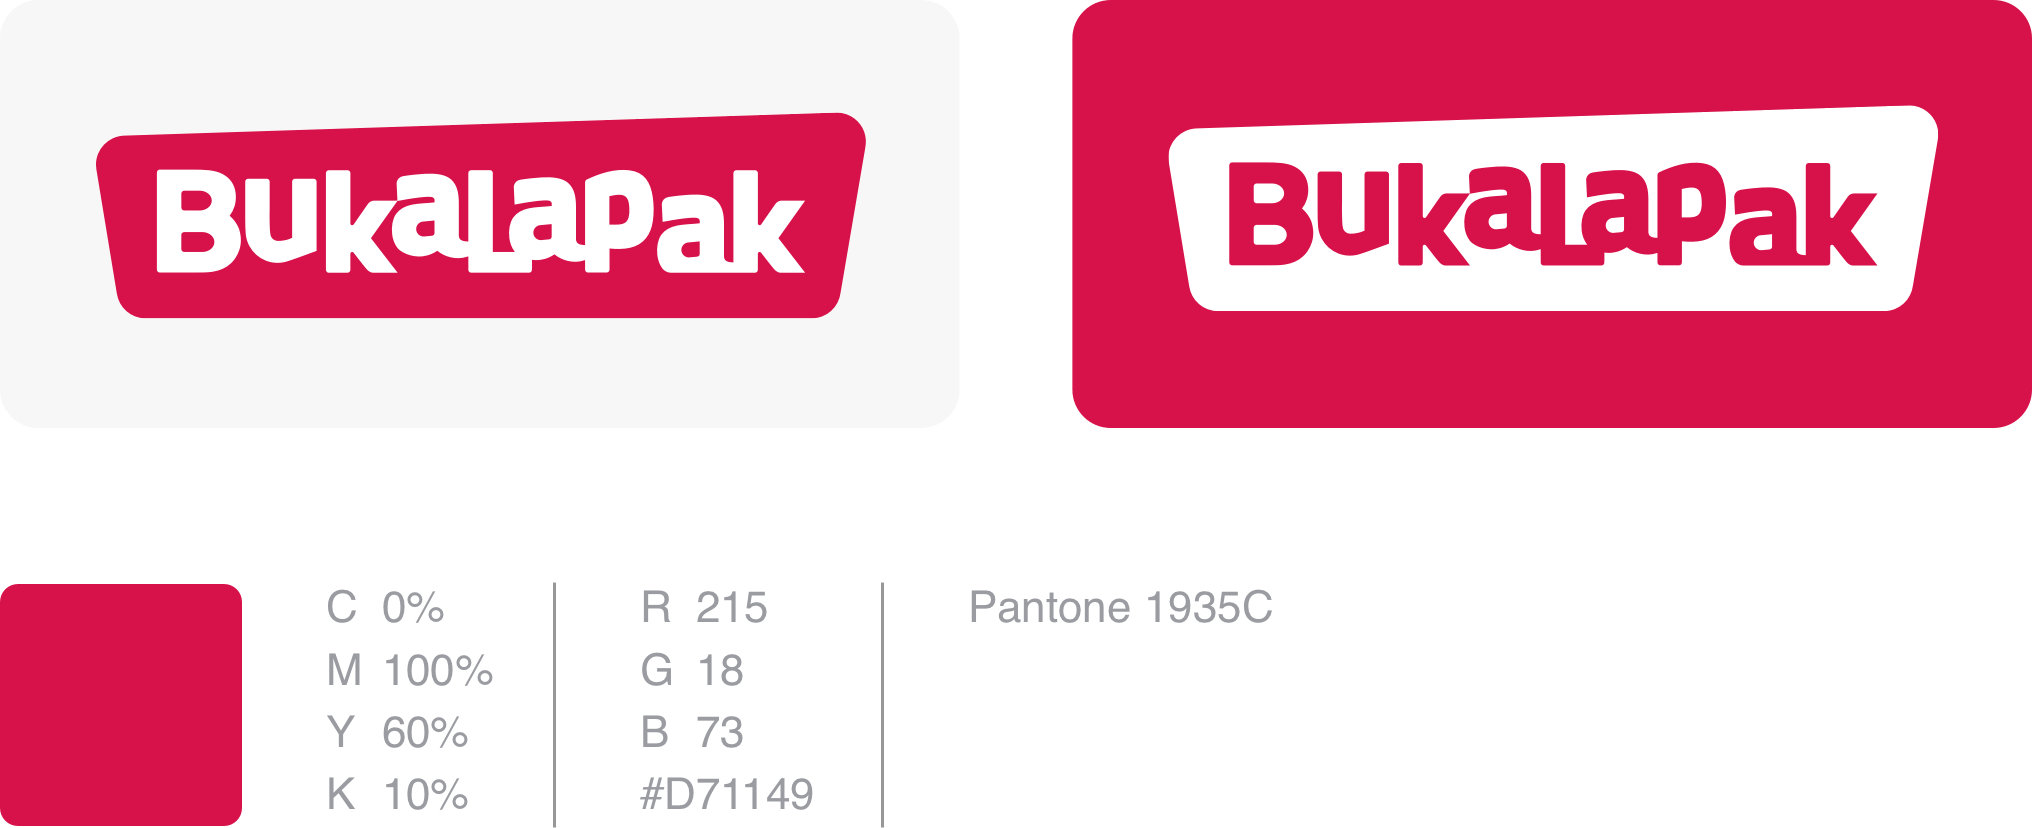 Bukalapak
Bukalapak
C 0%
M 100%
Y 60%
K 10%
R 215
G 18
B 73
#D71149
Pantone 1935C